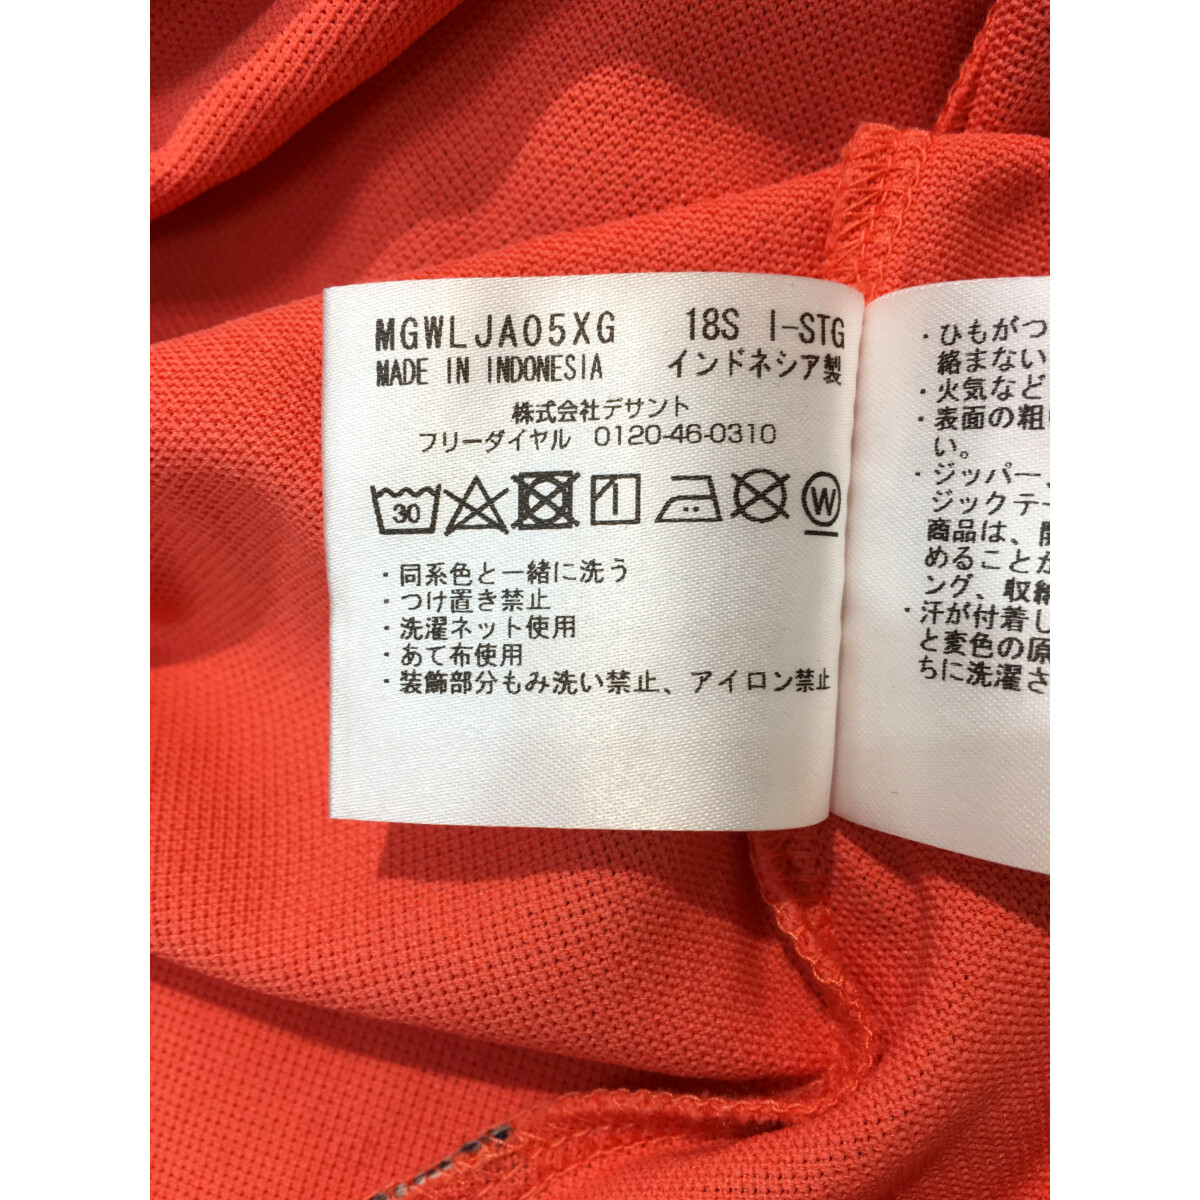 MGWLJA05XG 18S I-STG
MADE IN INDONESIA インドネシア製
株式会社デサント
フリーダイヤル 0120-46-0310
30 W
・同系色と一緒に洗う
・つけ置き禁止
・洗濯ネット使用
・あて布使用
・装飾部分もみ洗い禁止、アイロン禁止
・ひもがつ
絡まない
・火気など
・表面の粗
い。
・ジッパー、
ジックテー
商品は、
めることが
ング、収納
・汗が付着し
と変色の原
ちに洗濯さ